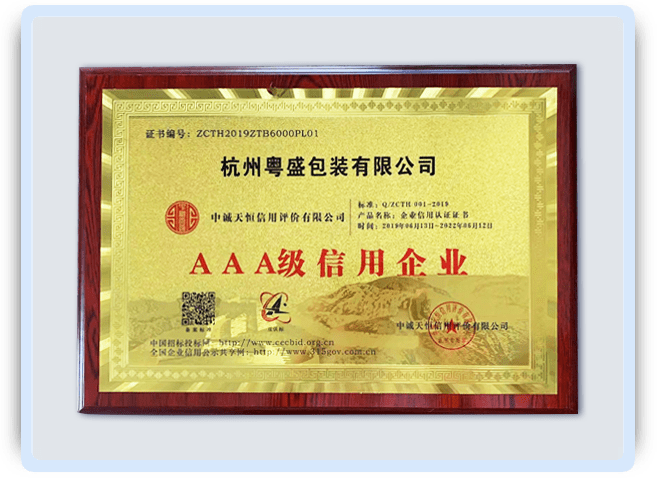 证书编号：ZCTH2019ZTB6000PL01
杭州粤盛包装有限公司
中诚天恒信用评价有限公司
标准：Q/ZCTH 001-2019
产品名称：企业信用认证证书
时间：2019年06月13日-2022年06月12日
AAA级信用企业
中诚天恒信用评价有限公司
中国招标投标网：http://www.cecbid.org.cn
全国企业信用公示共享网：http://www.315gov.com.cn